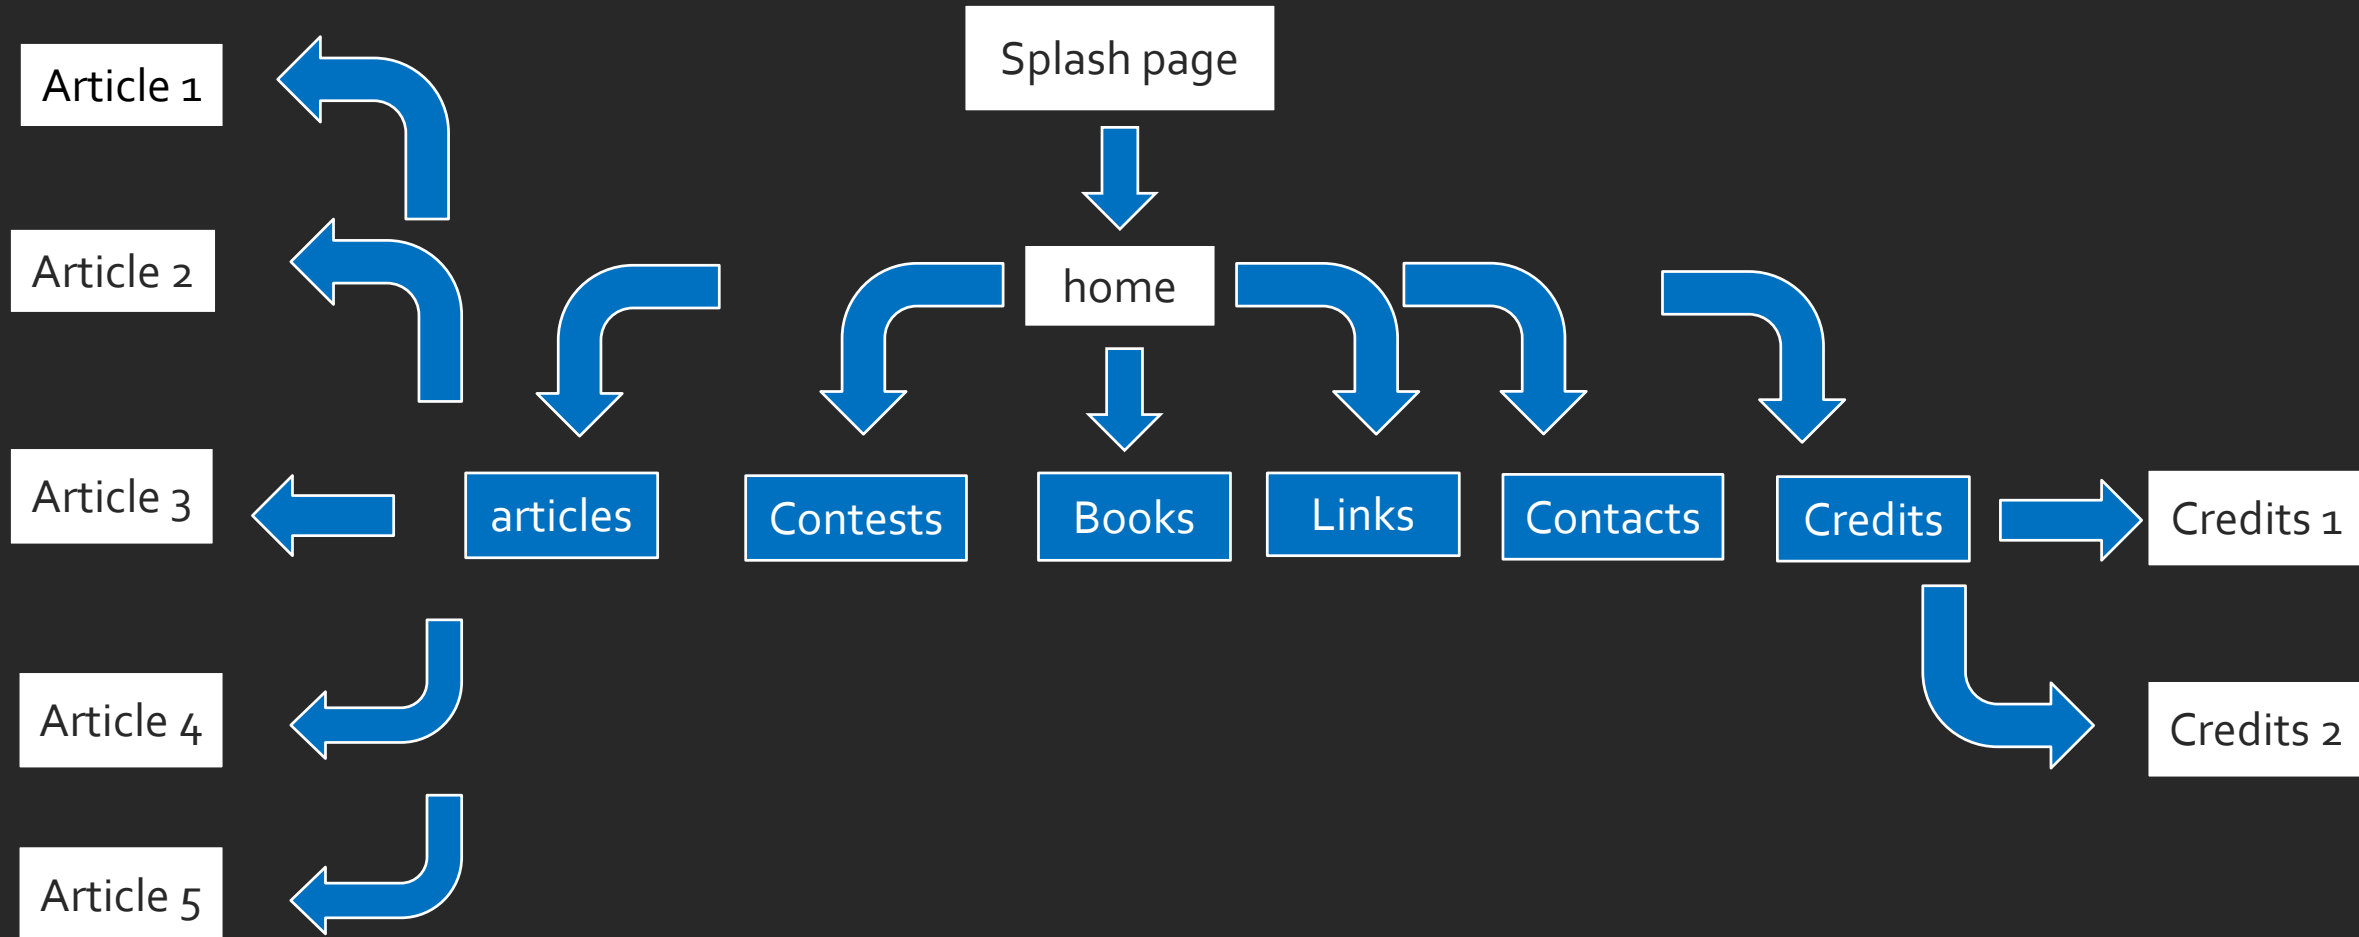 Splash page
Article 1
Article 2
home
Article 3
articles
Contests
Books
Links
Contacts
Credits
Credits 1
Article 4
Credits 2
Article 5